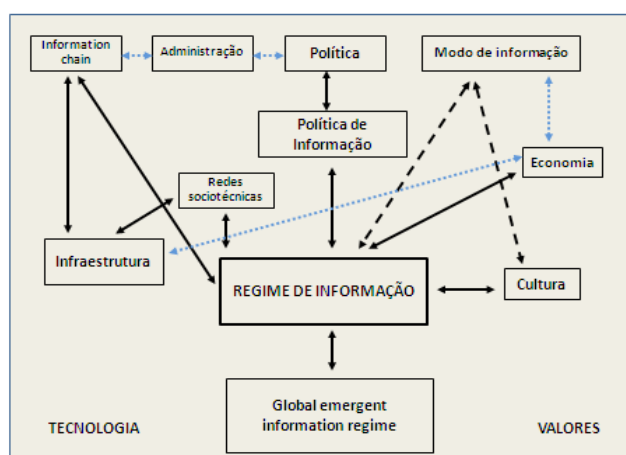 Information
chain
Administração
Política
Modo de informação
Política de
Informação
Economia
Redes
sociotécnicas
Infraestrutura
REGIME DE INFORMAÇÃO
Cultura
Global emergent
information regime
TECNOLOGIA
VALORES